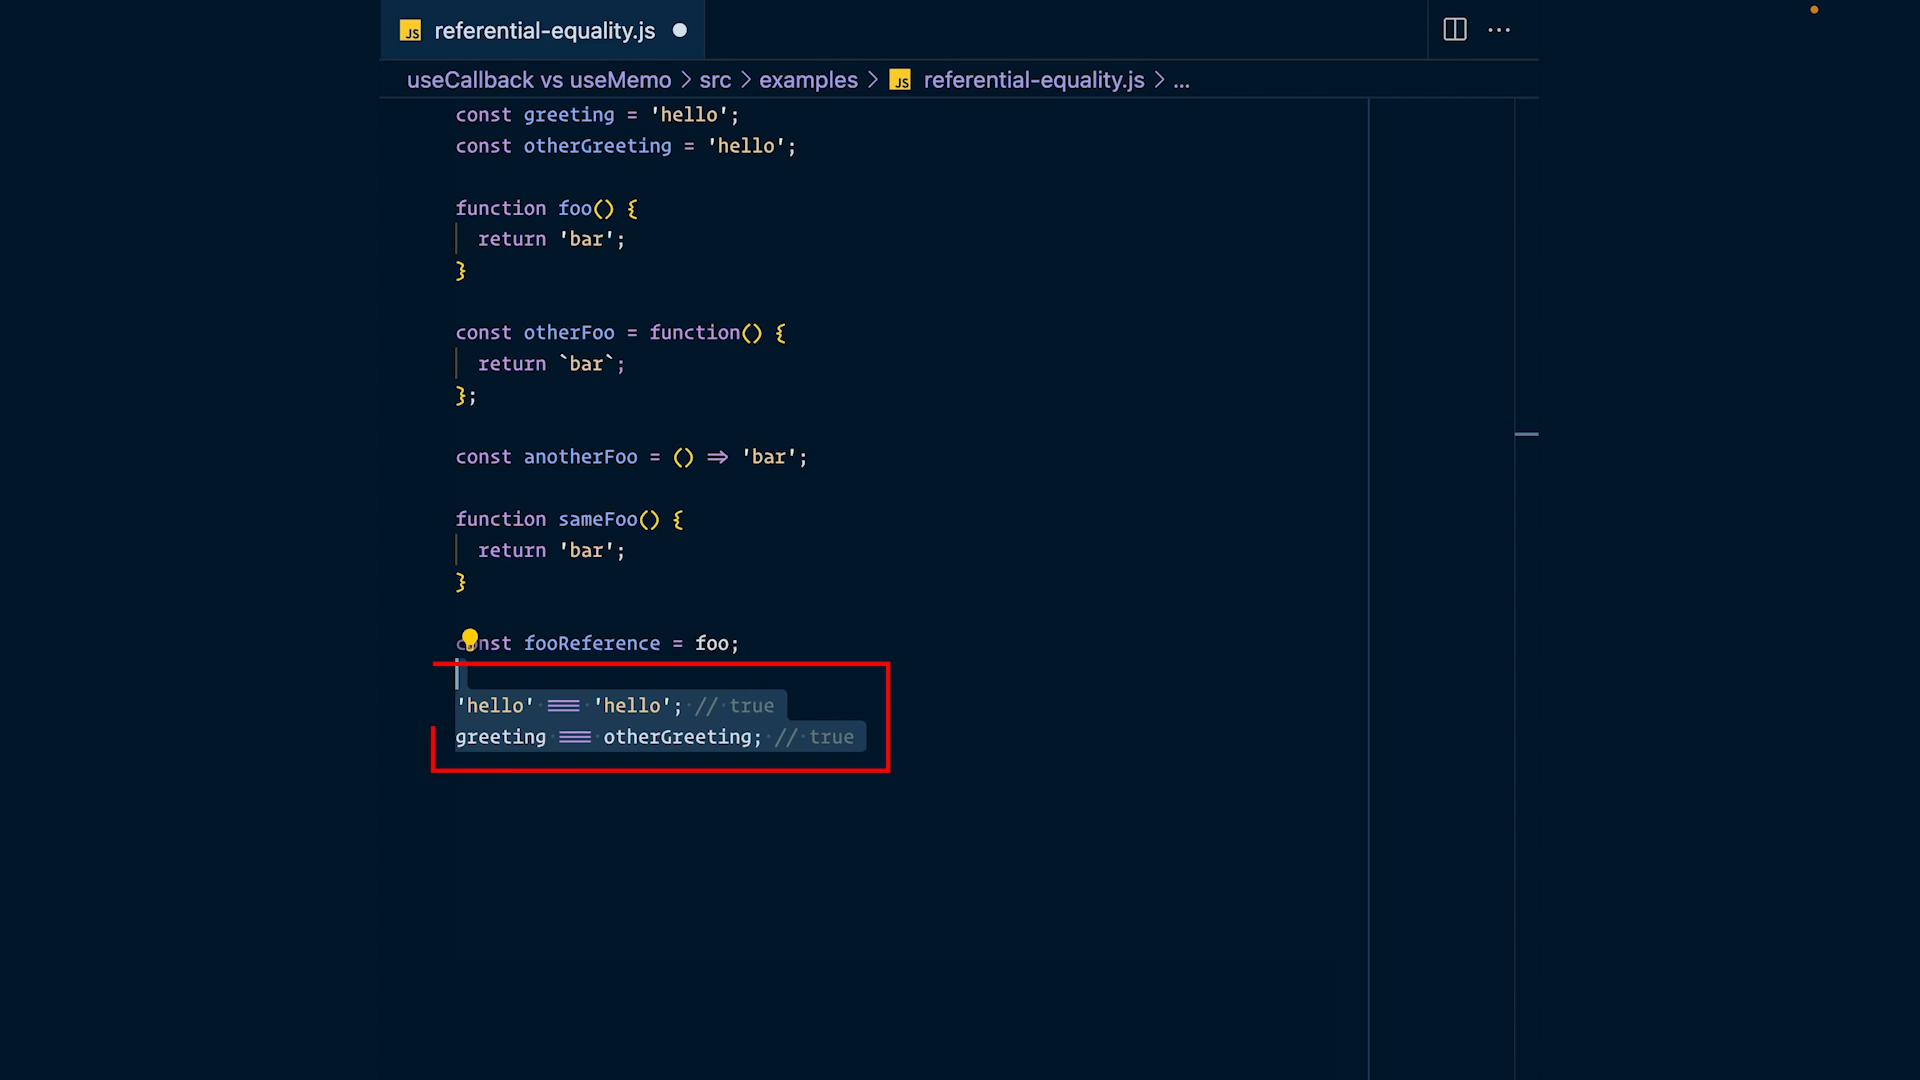 JS referential-equality.js
useCallback vs useMemo > src > examples > JS referential-equality.js > ...
const greeting = 'hello';
const otherGreeting = 'hello';
function foo() {
return 'bar';
}
const otherFoo = function() {
return `bar`;
};
const anotherFoo = () => 'bar';
function sameFoo() {
return 'bar';
}
const fooReference = foo;
'hello' === 'hello'; // true
greeting === otherGreeting; // true